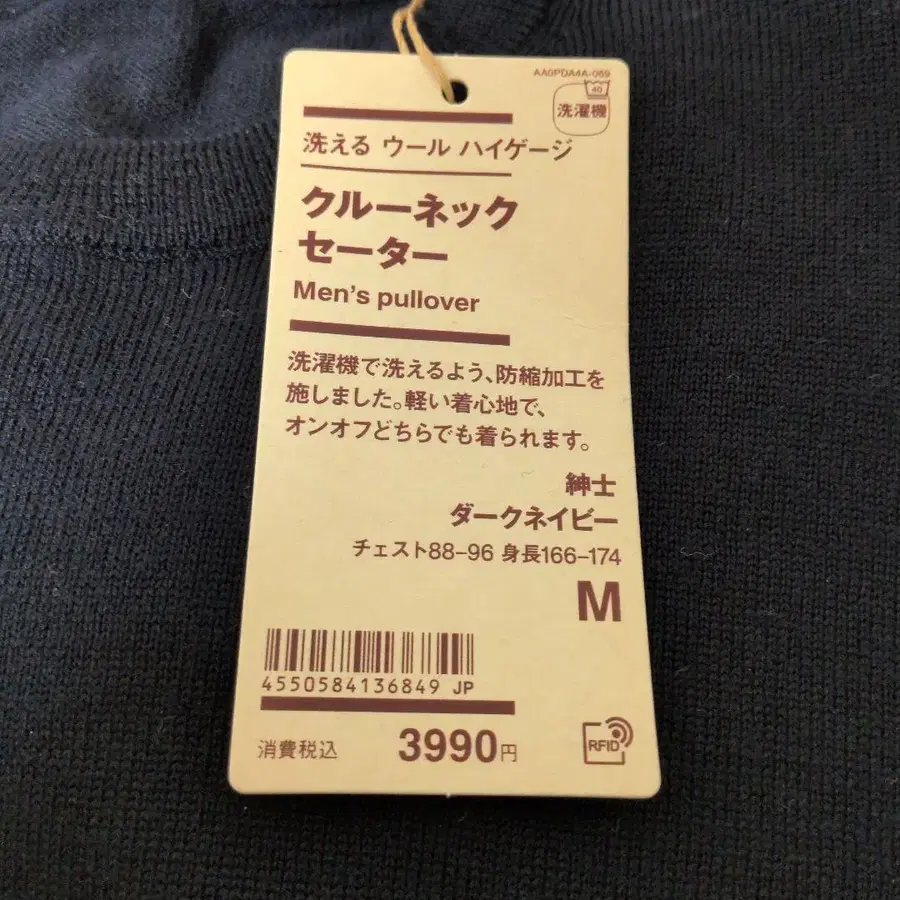 AA0PDA4A-069
40
洗濯機
洗える ウール ハイゲージ
クルーネック
セーター
Men's pullover
洗濯機で洗えるよう、防縮加工を
施しました。軽い着心地で、
オンオフどちらでも着られます。
紳士
ダークネイビー
チェスト88–96 身長166–174
M
4550584136849 JP
消費税込 3990円
RFID